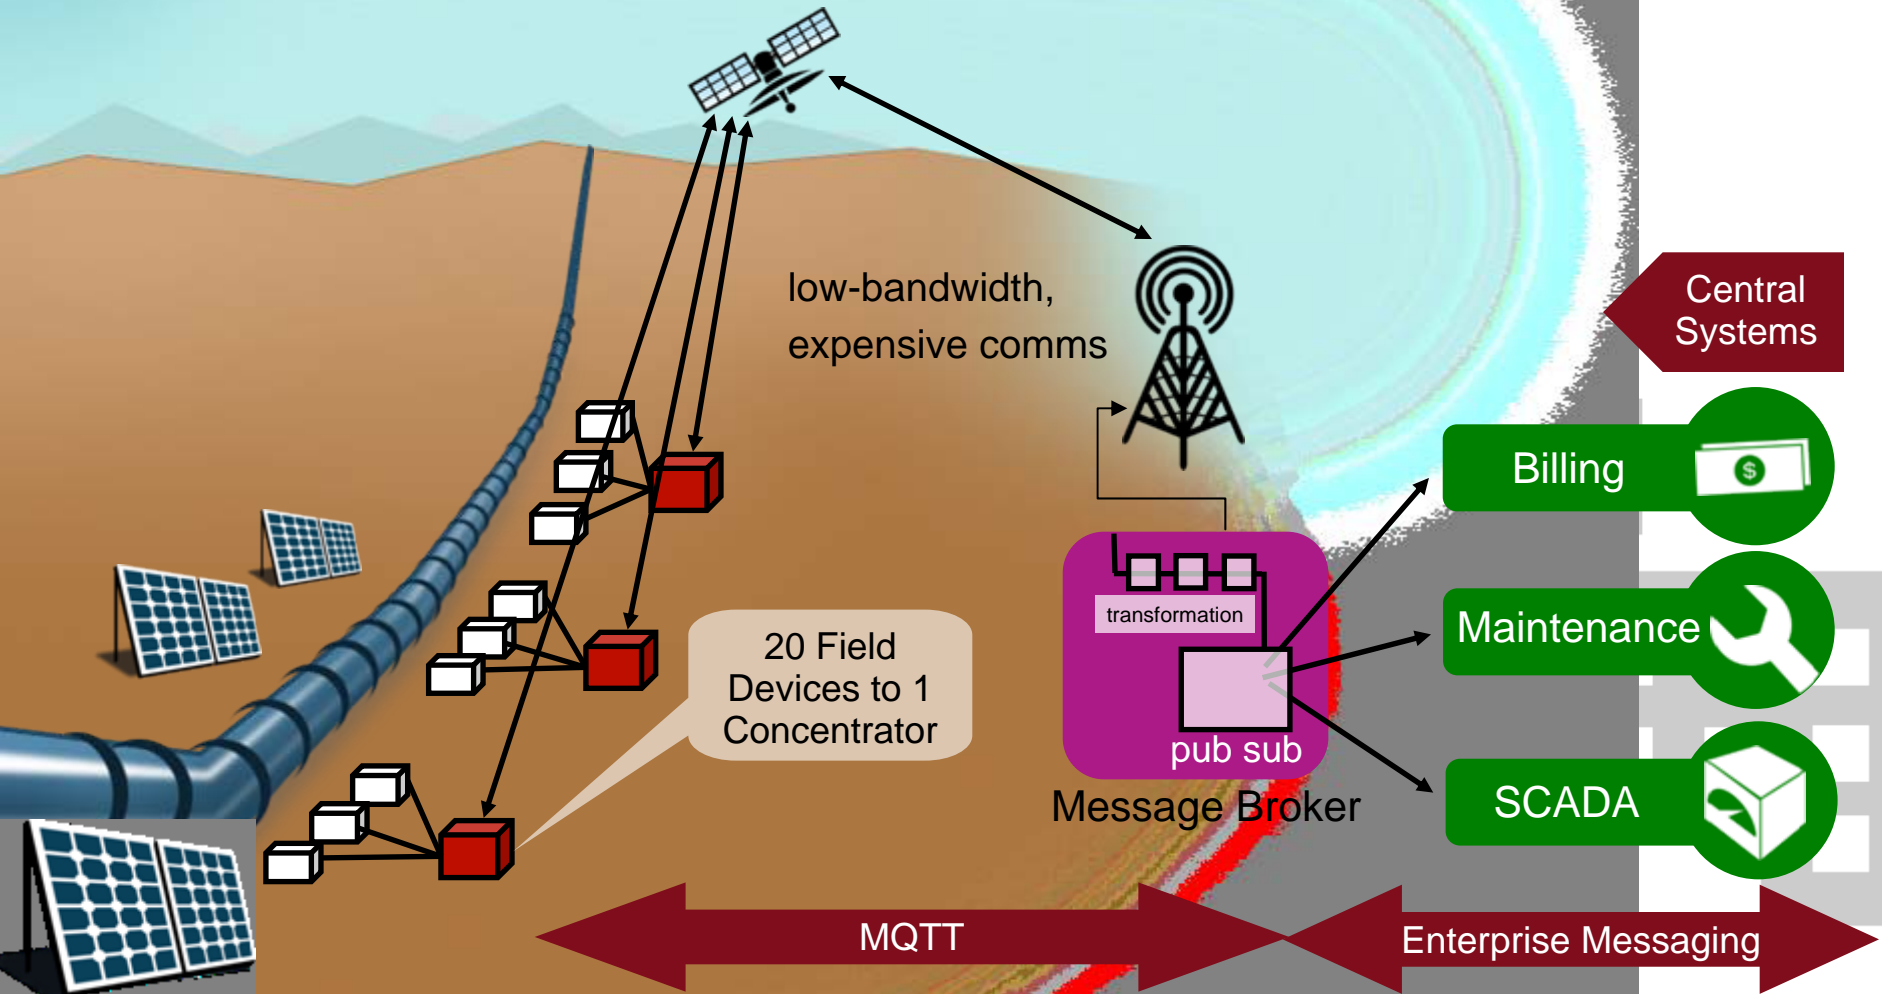 low-bandwidth,
expensive comms
Central
Systems
Billing
$
transformation
Maintenance
20 Field
Devices to 1
Concentrator
pub sub
Message Broker
SCADA
MQTT
Enterprise Messaging